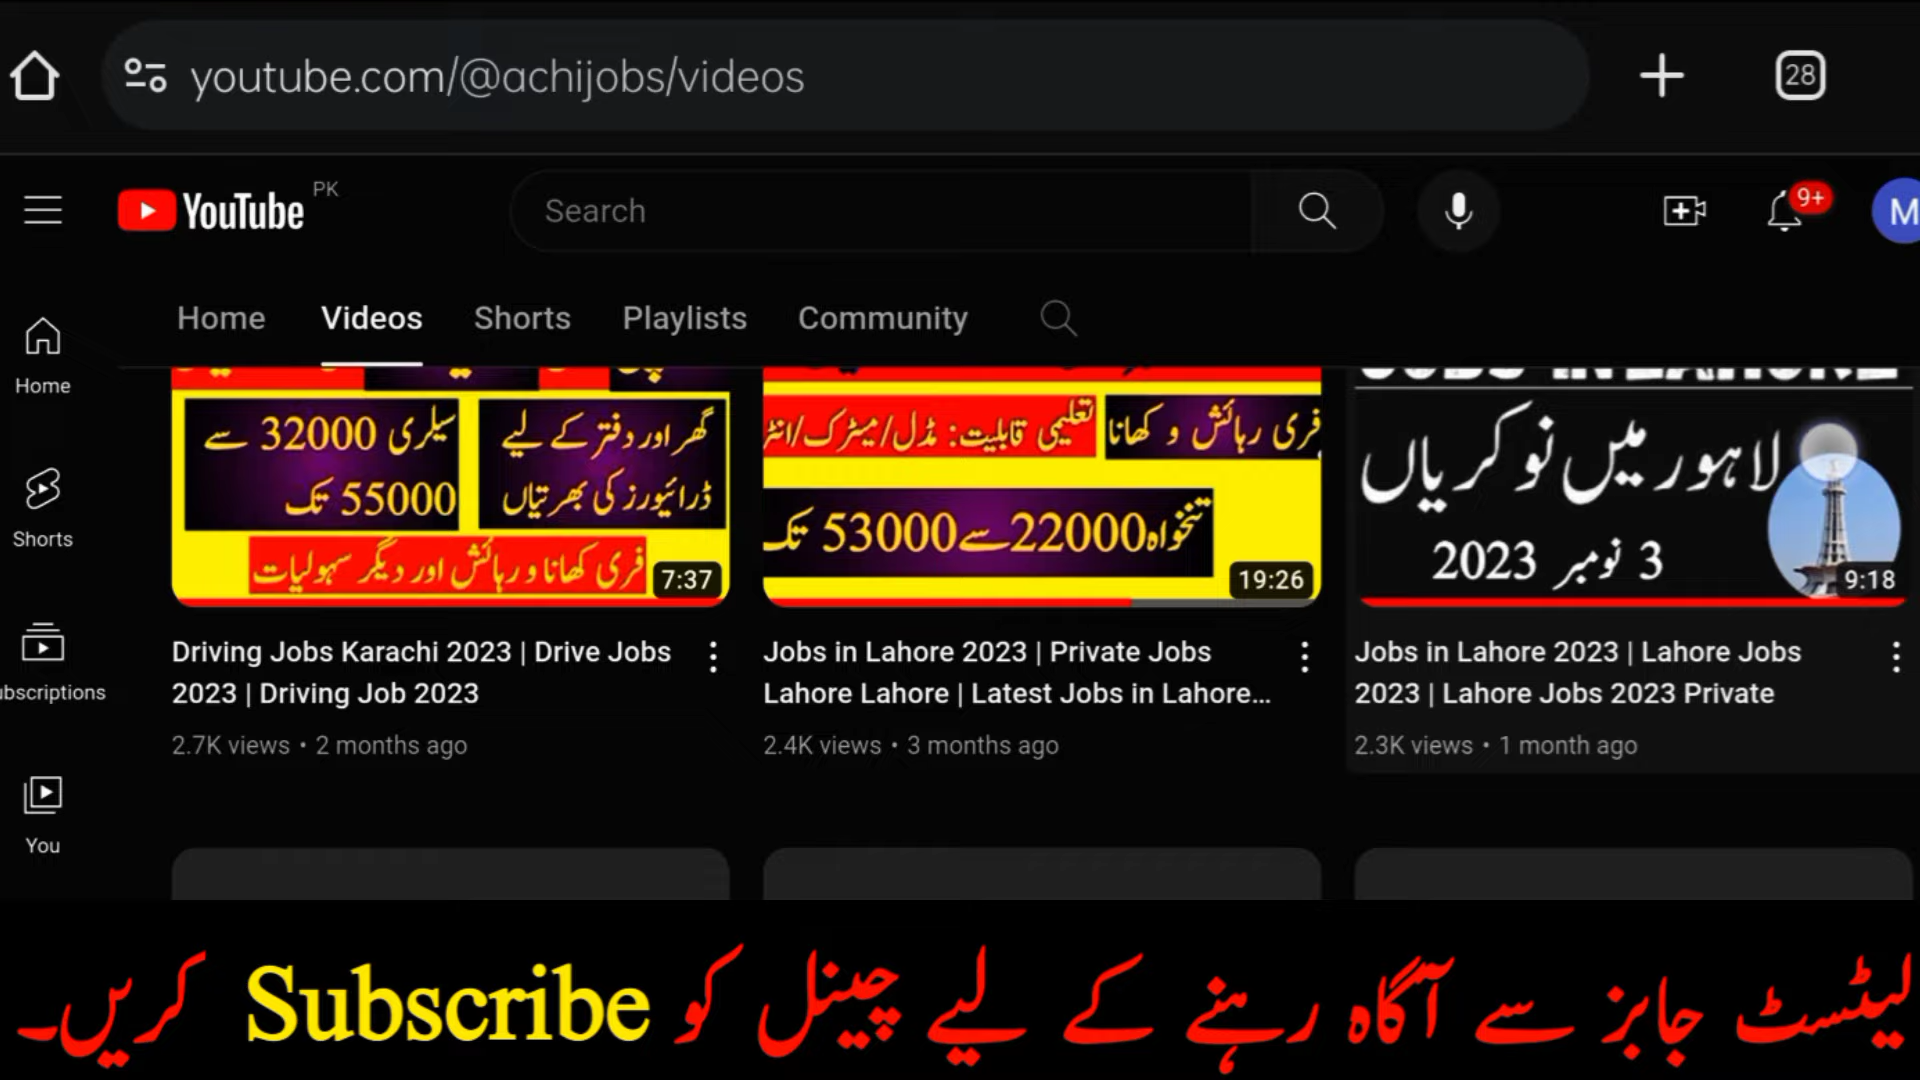 youtube.com/@achijobs/videos
28
YouTube PK
Search
9+
M
Home
Videos
Shorts
Playlists
Community
Home
Shorts
ubscriptions
You
گھر اور دفتر کے لیے
ڈرائیورز کی بھرتیاں
سیلری 32000 سے
55000 تک
فری کھانا و رہائش اور دیگر سہولیات
7:37
Driving Jobs Karachi 2023 | Drive Jobs
2023 | Driving Job 2023
2.7K views • 2 months ago
فری رہائش و کھانا
تعلیمی قابلیت: مڈل/میٹرک/انٹر
تنخواہ 22000 سے 53000 تک
19:26
Jobs in Lahore 2023 | Private Jobs
Lahore Lahore | Latest Jobs in Lahore...
2.4K views • 3 months ago
JOBS IN LAHORE
لاہور میں نوکریاں
3 نومبر 2023
9:18
Jobs in Lahore 2023 | Lahore Jobs
2023 | Lahore Jobs 2023 Private
2.3K views • 1 month ago
لیٹسٹ جابز سے آگاہ رہنے کے لیے چینل کو Subscribe کریں۔